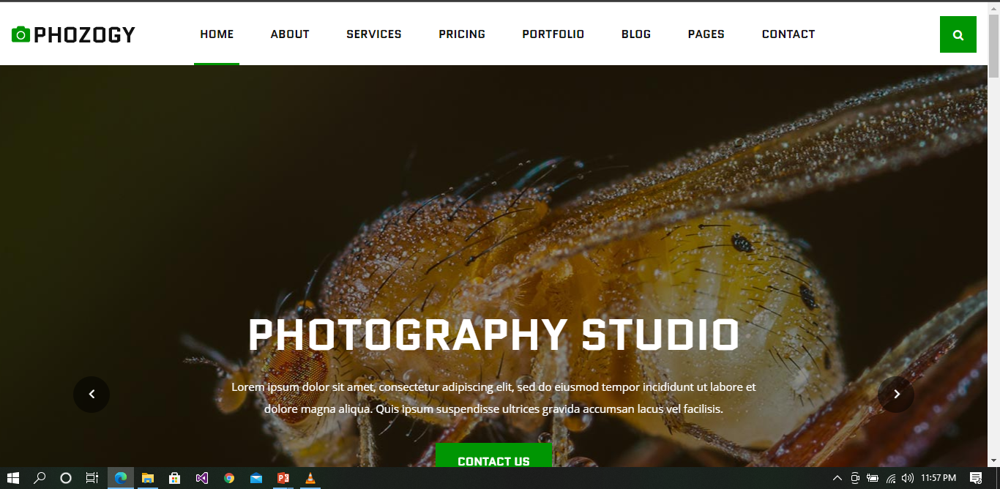 PHOZOGY
HOME ABOUT SERVICES PRICING PORTFOLIO BLOG PAGES CONTACT
PHOTOGRAPHY STUDIO
Lorem ipsum dolor sit amet, consectetur adipiscing elit, sed do eiusmod tempor incididunt ut labore et
dolore magna aliqua. Quis ipsum suspendisse ultrices gravida accumsan lacus vel facilisis.
CONTACT US
11:57 PM